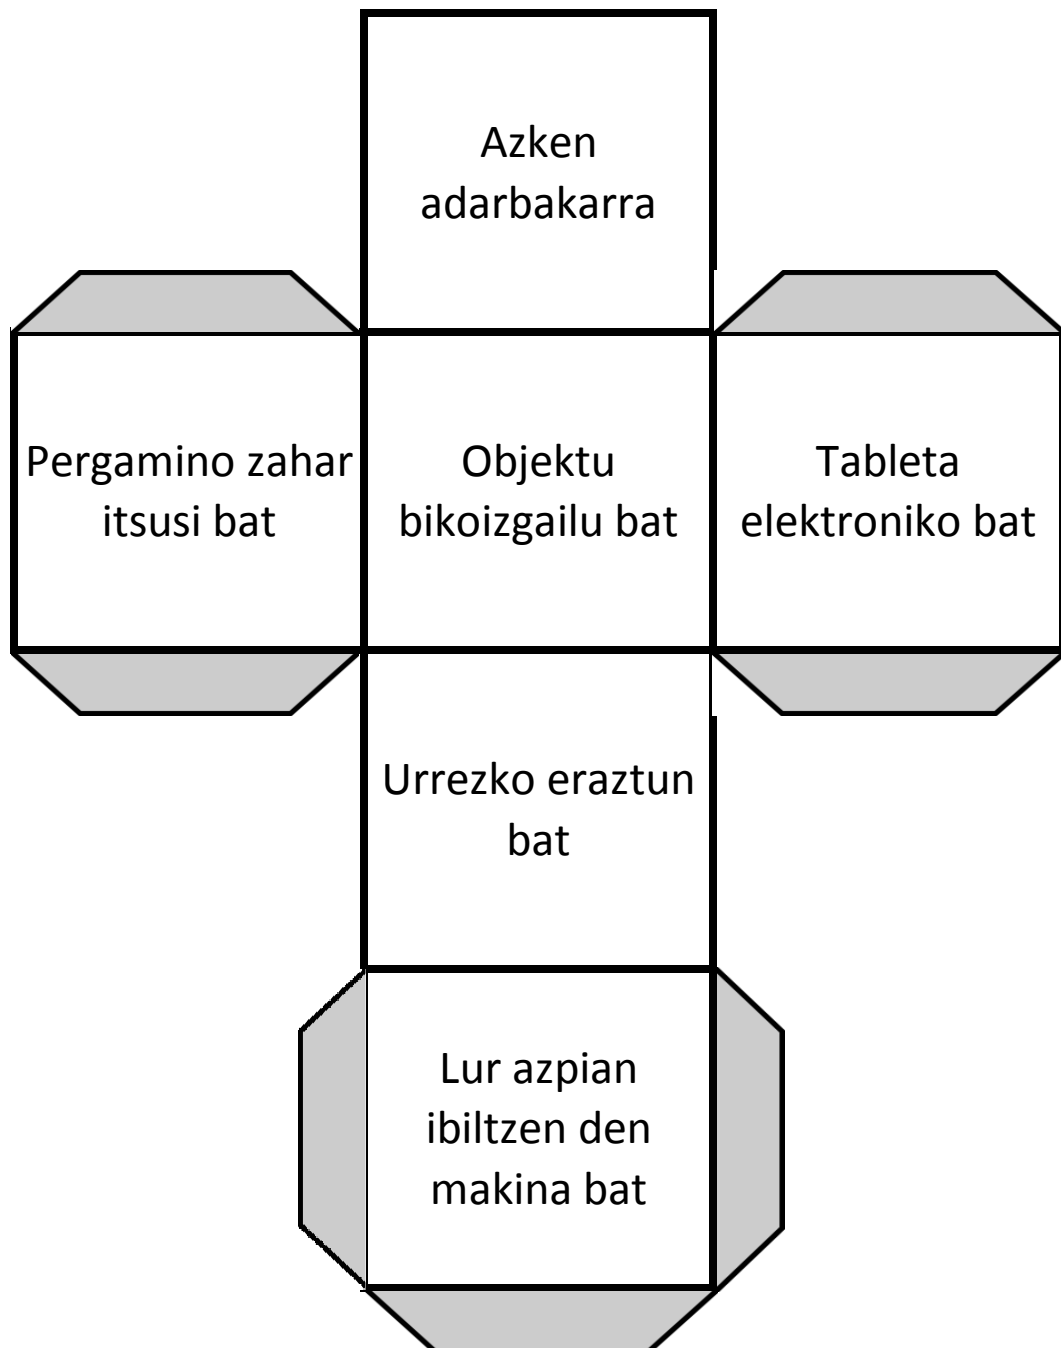 Azken
adarbakarra
Pergamino zahar
itsusi bat
Objektu
bikoizgailu bat
Tableta
elektroniko bat
Urrezko eraztun
bat
Lur azpian
ibiltzen den
makina bat